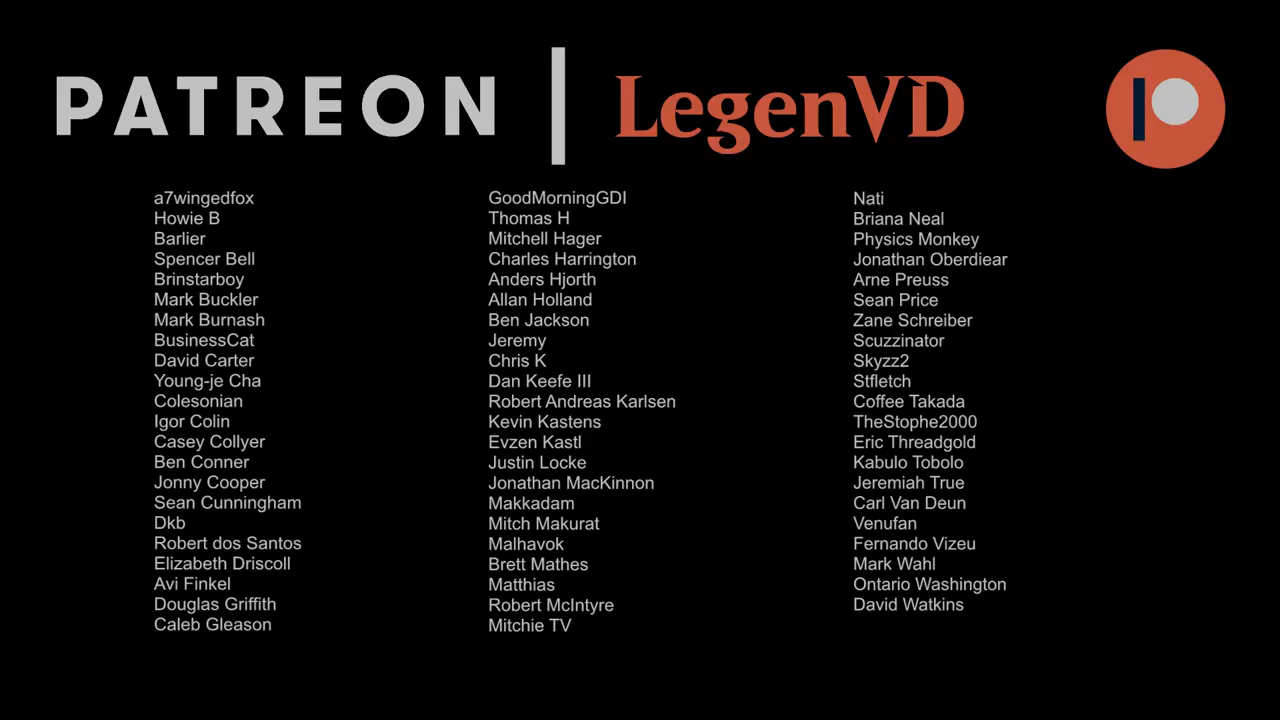 PATREON | LegenVD
a7wingedfox
Howie B
Barlier
Spencer Bell
Brinstarboy
Mark Buckler
Mark Burnash
BusinessCat
David Carter
Young-je Cha
Colesonian
Igor Colin
Casey Collyer
Ben Conner
Jonny Cooper
Sean Cunningham
Dkb
Robert dos Santos
Elizabeth Driscoll
Avi Finkel
Douglas Griffith
Caleb Gleason
GoodMorningGDI
Thomas H
Mitchell Hager
Charles Harrington
Anders Hjorth
Allan Holland
Ben Jackson
Jeremy
Chris K
Dan Keefe III
Robert Andreas Karlsen
Kevin Kastens
Evzen Kastl
Justin Locke
Jonathan MacKinnon
Makkadam
Mitch Makurat
Malhavok
Brett Mathes
Matthias
Robert McIntyre
Mitchie TV
Nati
Briana Neal
Physics Monkey
Jonathan Oberdiear
Arne Preuss
Sean Price
Zane Schreiber
Scuzzinator
Skyzz2
Stfletch
Coffee Takada
TheStophe2000
Eric Threadgold
Kabulo Tobolo
Jeremiah True
Carl Van Deun
Venufan
Fernando Vizeu
Mark Wahl
Ontario Washington
David Watkins